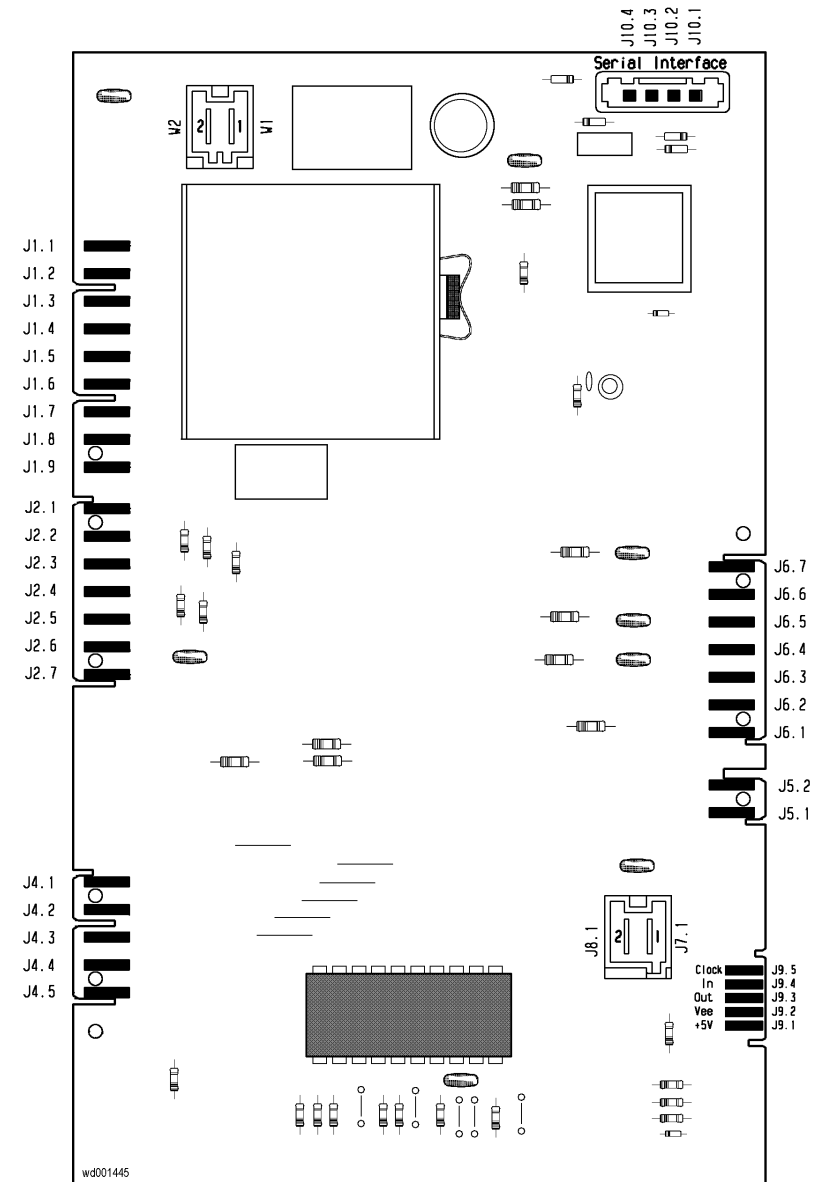 J10.4
J10.3
J10.2
J10.1
Serial Interface
W2
2
1
W1
J1.1
J1.2
J1.3
J1.4
J1.5
J1.6
J1.7
J1.8
J1.9
J2.1
J2.2
J2.3
J2.4
J2.5
J2.6
J2.7
J6.7
J6.6
J6.5
J6.4
J6.3
J6.2
J6.1
J5.2
J5.1
J4.1
J4.2
J4.3
J4.4
J4.5
J8.1
2
1
J7.1
Clock J9.5
In J9.4
Out J9.3
Vee J9.2
+5V J9.1
wd001445